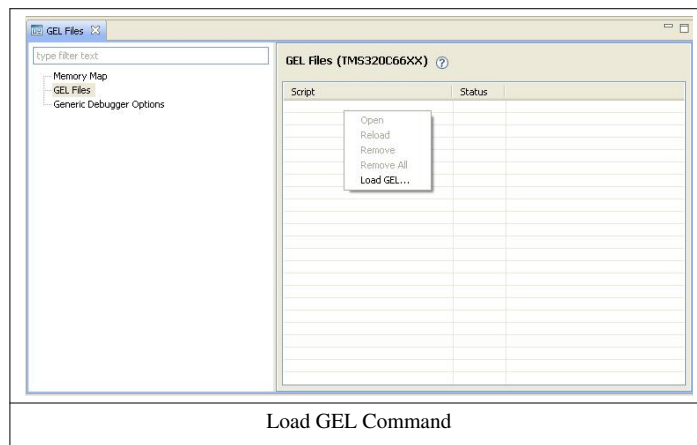 GEL Files
type filter text
Memory Map
GEL Files
Generic Debugger Options
GEL Files (TMS320C66XX)
Script Status
Open
Reload
Remove
Remove All
Load GEL...
Load GEL Command